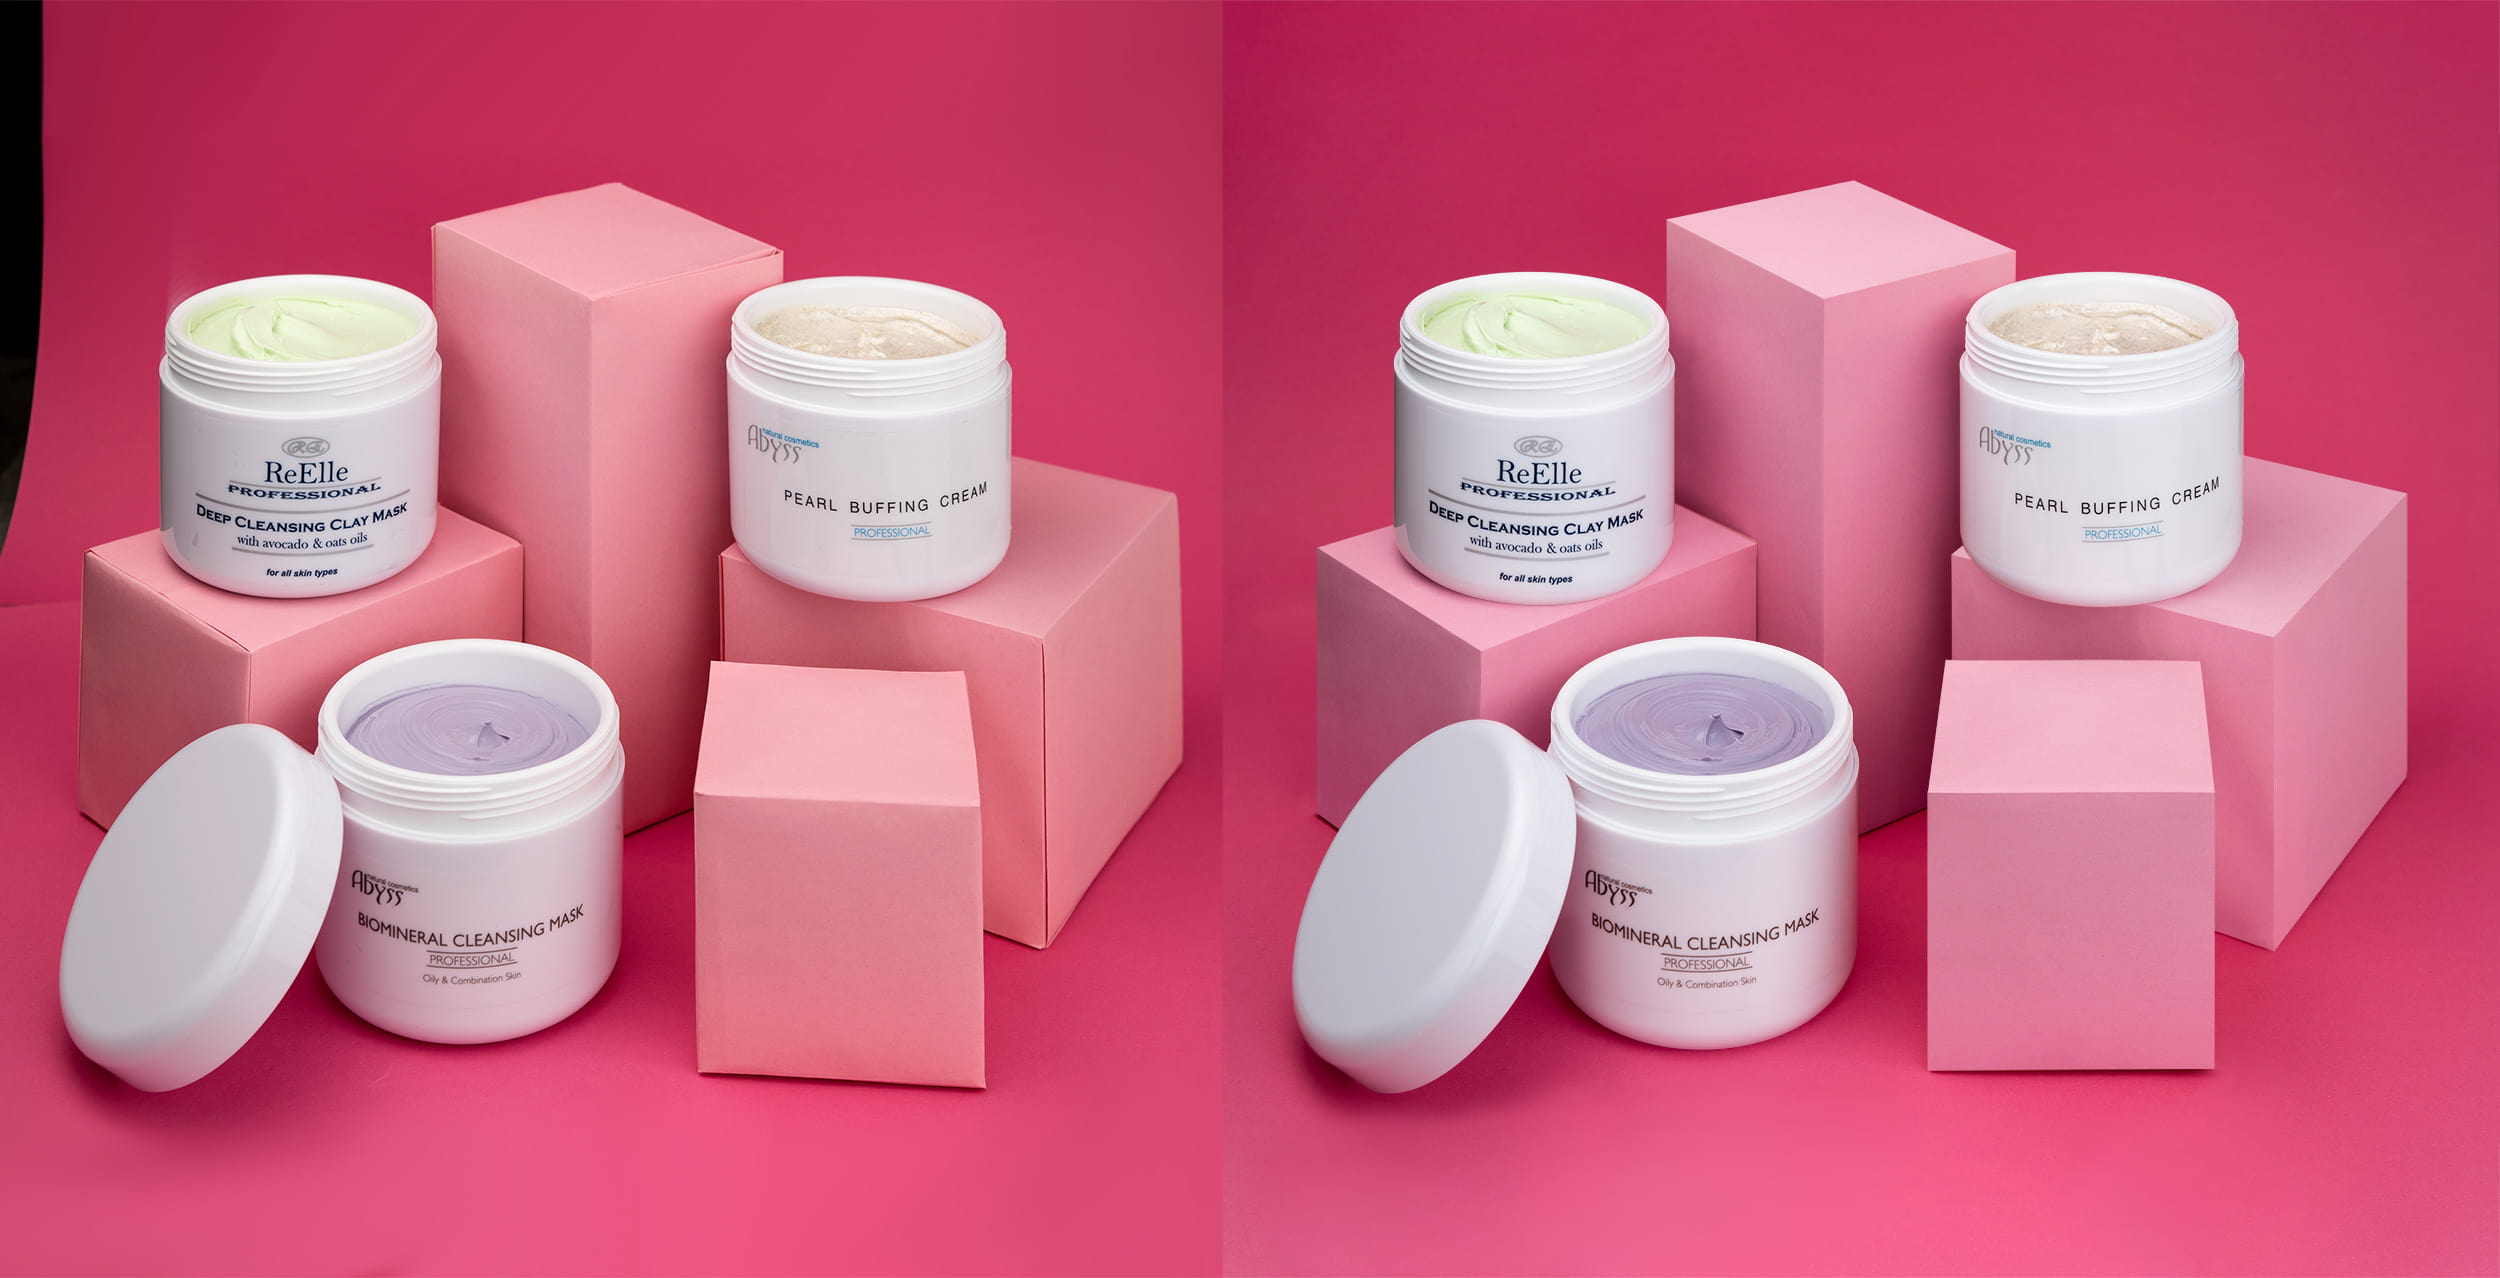 RE
ReElle
PROFESSIONAL
DEEP CLEANSING CLAY MASK
with avocado & oats oils
for all skin types
natural cosmetics
Abyss
PEARL BUFFING CREAM
PROFESSIONAL
natural cosmetics
Abyss
BIOMINERAL CLEANSING MASK
PROFESSIONAL
Oily & Combination Skin
RE
ReElle
PROFESSIONAL
DEEP CLEANSING CLAY MASK
with avocado & oats oils
for all skin types
natural cosmetics
Abyss
PEARL BUFFING CREAM
PROFESSIONAL
natural cosmetics
Abyss
BIOMINERAL CLEANSING MASK
PROFESSIONAL
Oily & Combination Skin